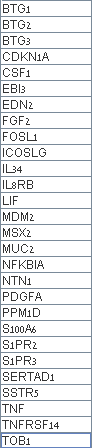 BTG1
BTG2
BTG3
CDKN1A
CSF1
EBI3
EDN2
FGF2
FOSL1
ICOSLG
IL34
IL8RB
LIF
MDM2
MSX2
MUC2
NFKBIA
NTN1
PDGFA
PPM1D
S100A6
S1PR2
S1PR3
SERTAD1
SSTR5
TNF
TNFRSF14
TOB1